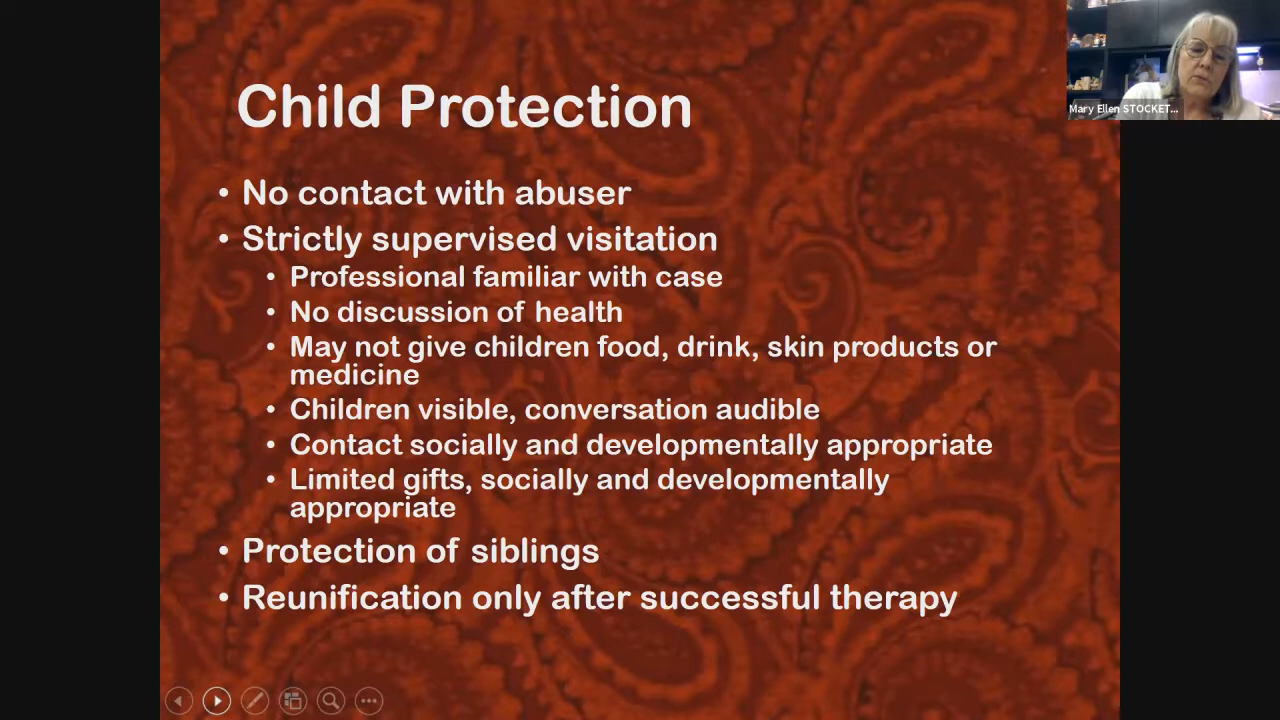 Child Protection
• No contact with abuser
• Strictly supervised visitation
• Professional familiar with case
• No discussion of health
• May not give children food, drink, skin products or
medicine
• Children visible, conversation audible
• Contact socially and developmentally appropriate
• Limited gifts, socially and developmentally
appropriate
• Protection of siblings
• Reunification only after successful therapy
Mary Ellen STOCKET...